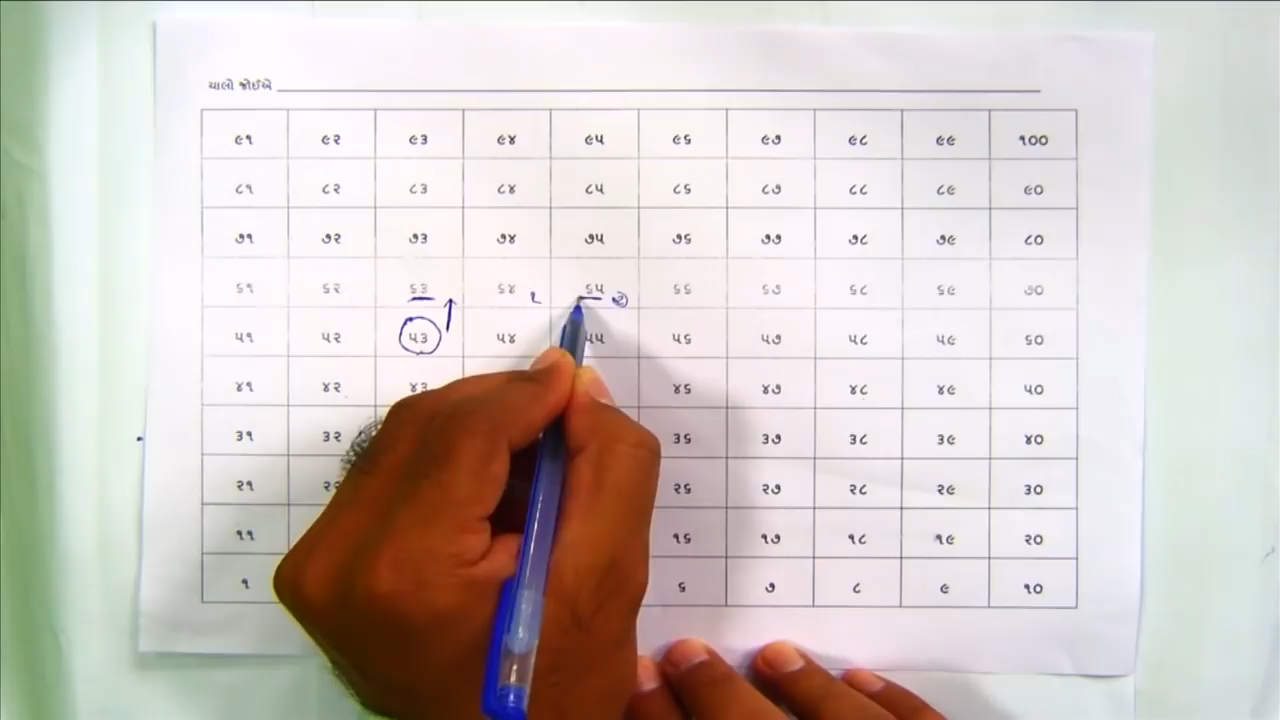 ચાલો જોઈએ
૯૧ ૯૨ ૯૩ ૯૪ ૯૫ ૯૬ ૯૭ ૯૮ ૯૯ ૧૦૦
૮૧ ૮૨ ૮૩ ૮૪ ૮૫ ૮૬ ૮૭ ૮૮ ૮૯ ૯૦
૭૧ ૭૨ ૭૩ ૭૪ ૭૫ ૭૬ ૭૭ ૭૮ ૭૯ ૮૦
૬૧ ૬૨ ૬૩ ૬૪ ૧ ૬૫ ૨ ૬૬ ૬૭ ૬૮ ૬૯ ૭૦
૫૧ ૫૨ ૫૩ ૫૪ ૫૫ ૫૬ ૫૭ ૫૮ ૫૯ ૬૦
૪૧ ૪૨ ૪૩ ૪૬ ૪૭ ૪૮ ૪૯ ૫૦
૩૧ ૩૨ ૩૬ ૩૭ ૩૮ ૩૯ ૪૦
૨૧ ૨૨ ૨૬ ૨૭ ૨૮ ૨૯ ૩૦
૧૧ ૧૬ ૧૭ ૧૮ ૧૯ ૨૦
૧ ૬ ૭ ૮ ૯ ૧૦